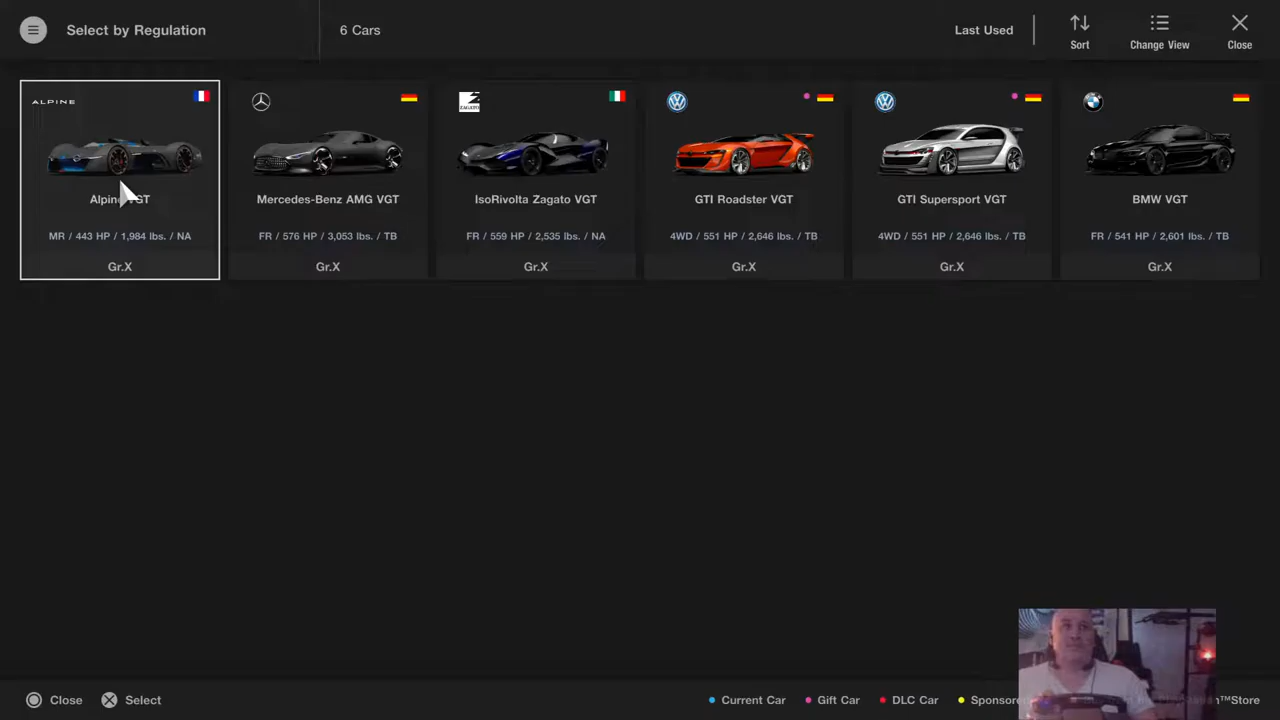 Select by Regulation
6 Cars
Last Used
Sort
Change View
Close
ALPINE
ZAGATO
Alpine VGT
Mercedes-Benz AMG VGT
IsoRivolta Zagato VGT
GTI Roadster VGT
GTI Supersport VGT
BMW VGT
MR / 443 HP / 1,984 lbs. / NA
FR / 576 HP / 3,053 lbs. / TB
FR / 559 HP / 2,535 lbs. / NA
4WD / 551 HP / 2,646 lbs. / TB
4WD / 551 HP / 2,646 lbs. / TB
FR / 541 HP / 2,601 lbs. / TB
Gr.X
Gr.X
Gr.X
Gr.X
Gr.X
Gr.X
Close
Select
Current Car
Gift Car
DLC Car
Store